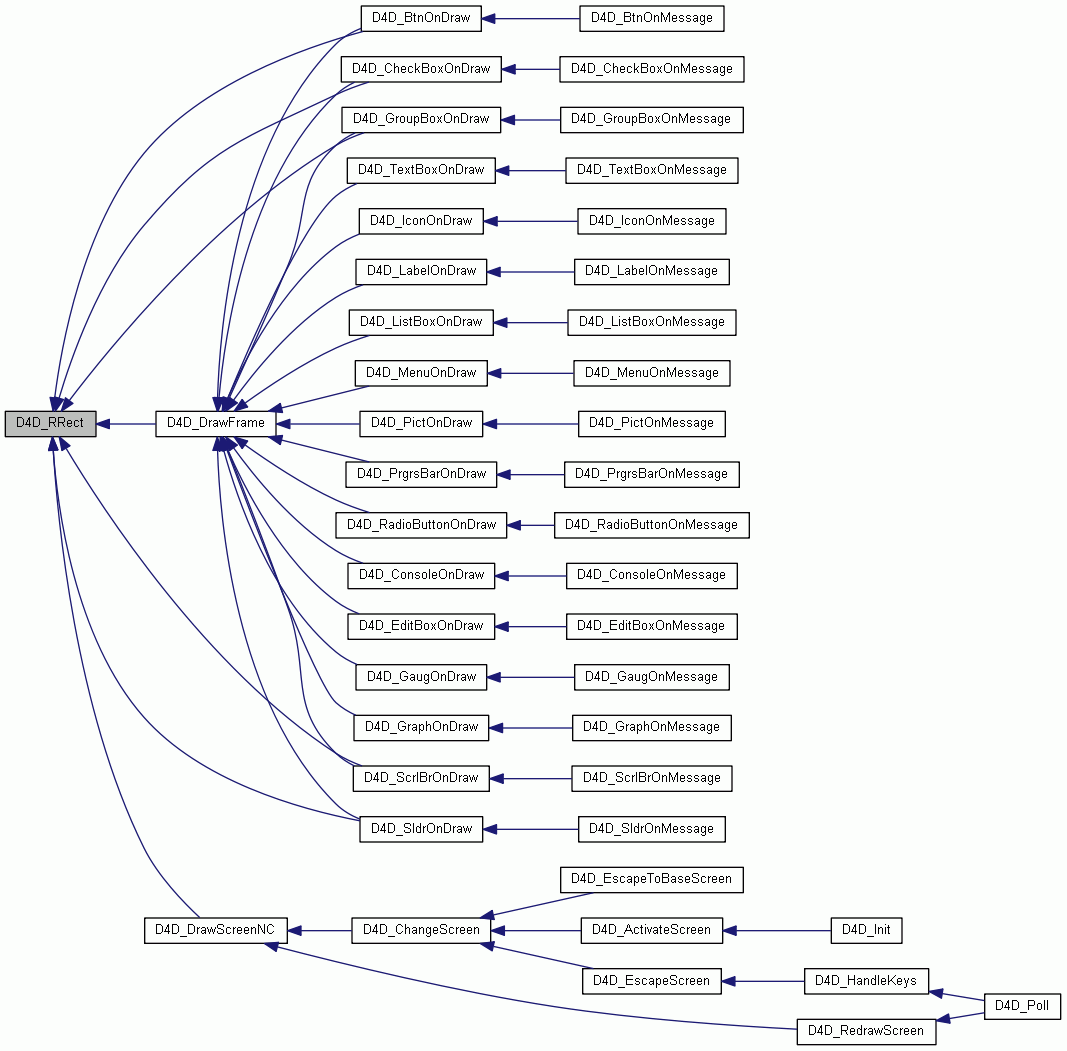 D4D_BtnOnDraw D4D_BtnOnMessage
D4D_CheckBoxOnDraw D4D_CheckBoxOnMessage
D4D_GroupBoxOnDraw D4D_GroupBoxOnMessage
D4D_TextBoxOnDraw D4D_TextBoxOnMessage
D4D_IconOnDraw D4D_IconOnMessage
D4D_LabelOnDraw D4D_LabelOnMessage
D4D_ListBoxOnDraw D4D_ListBoxOnMessage
D4D_MenuOnDraw D4D_MenuOnMessage
D4D_RRect D4D_DrawFrame D4D_PictOnDraw D4D_PictOnMessage
D4D_PrgrsBarOnDraw D4D_PrgrsBarOnMessage
D4D_RadioButtonOnDraw D4D_RadioButtonOnMessage
D4D_ConsoleOnDraw D4D_ConsoleOnMessage
D4D_EditBoxOnDraw D4D_EditBoxOnMessage
D4D_GaugOnDraw D4D_GaugOnMessage
D4D_GraphOnDraw D4D_GraphOnMessage
D4D_ScrlBrOnDraw D4D_ScrlBrOnMessage
D4D_SldrOnDraw D4D_SldrOnMessage
D4D_EscapeToBaseScreen
D4D_DrawScreenNC D4D_ChangeScreen D4D_ActivateScreen D4D_Init
D4D_EscapeScreen D4D_HandleKeys
D4D_Poll
D4D_RedrawScreen